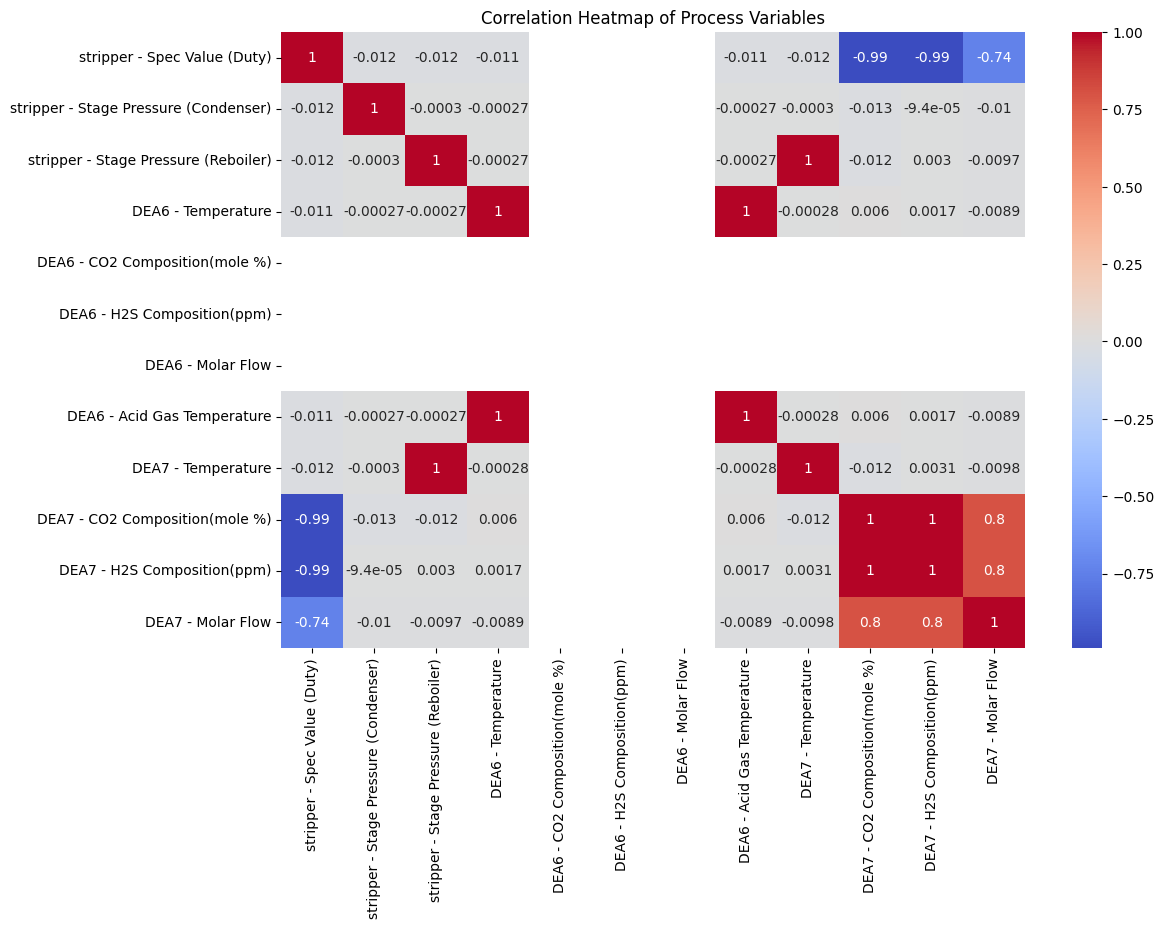 Correlation Heatmap of Process Variables
stripper - Spec Value (Duty) 1 -0.012 -0.012 -0.011 -0.011 -0.012 -0.99 -0.99 -0.74
stripper - Stage Pressure (Condenser) -0.012 1 -0.0003 -0.00027 -0.00027 -0.0003 -0.013 -9.4e-05 -0.01
stripper - Stage Pressure (Reboiler) -0.012 -0.0003 1 -0.00027 -0.00027 1 -0.012 0.003 -0.0097
DEA6 - Temperature -0.011 -0.00027 -0.00027 1 1 -0.00028 0.006 0.0017 -0.0089
DEA6 - CO2 Composition(mole %)
DEA6 - H2S Composition(ppm)
DEA6 - Molar Flow
DEA6 - Acid Gas Temperature -0.011 -0.00027 -0.00027 1 1 -0.00028 0.006 0.0017 -0.0089
DEA7 - Temperature -0.012 -0.0003 1 -0.00028 -0.00028 1 -0.012 0.0031 -0.0098
DEA7 - CO2 Composition(mole %) -0.99 -0.013 -0.012 0.006 0.006 -0.012 1 1 0.8
DEA7 - H2S Composition(ppm) -0.99 -9.4e-05 0.003 0.0017 0.0017 0.0031 1 1 0.8
DEA7 - Molar Flow -0.74 -0.01 -0.0097 -0.0089 -0.0089 -0.0098 0.8 0.8 1
stripper - Spec Value (Duty)
stripper - Stage Pressure (Condenser)
stripper - Stage Pressure (Reboiler)
DEA6 - Temperature
DEA6 - CO2 Composition(mole %)
DEA6 - H2S Composition(ppm)
DEA6 - Molar Flow
DEA6 - Acid Gas Temperature
DEA7 - Temperature
DEA7 - CO2 Composition(mole %)
DEA7 - H2S Composition(ppm)
DEA7 - Molar Flow
1.00
0.75
0.50
0.25
0.00
-0.25
-0.50
-0.75